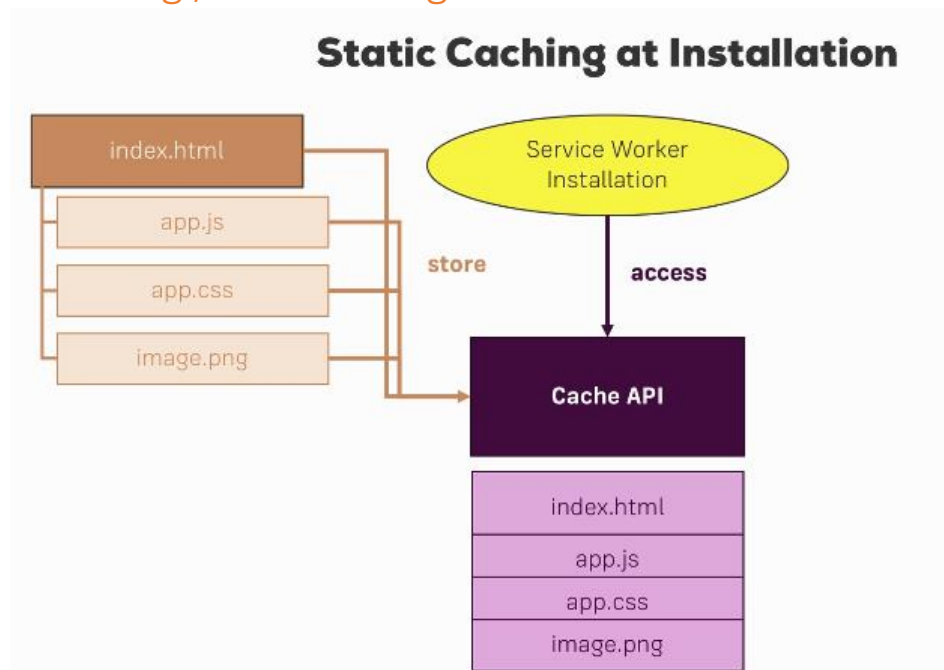 Static Caching at Installation
index.html
app.js
app.css
image.png
store
Service Worker
Installation
access
Cache API
index.html
app.js
app.css
image.png